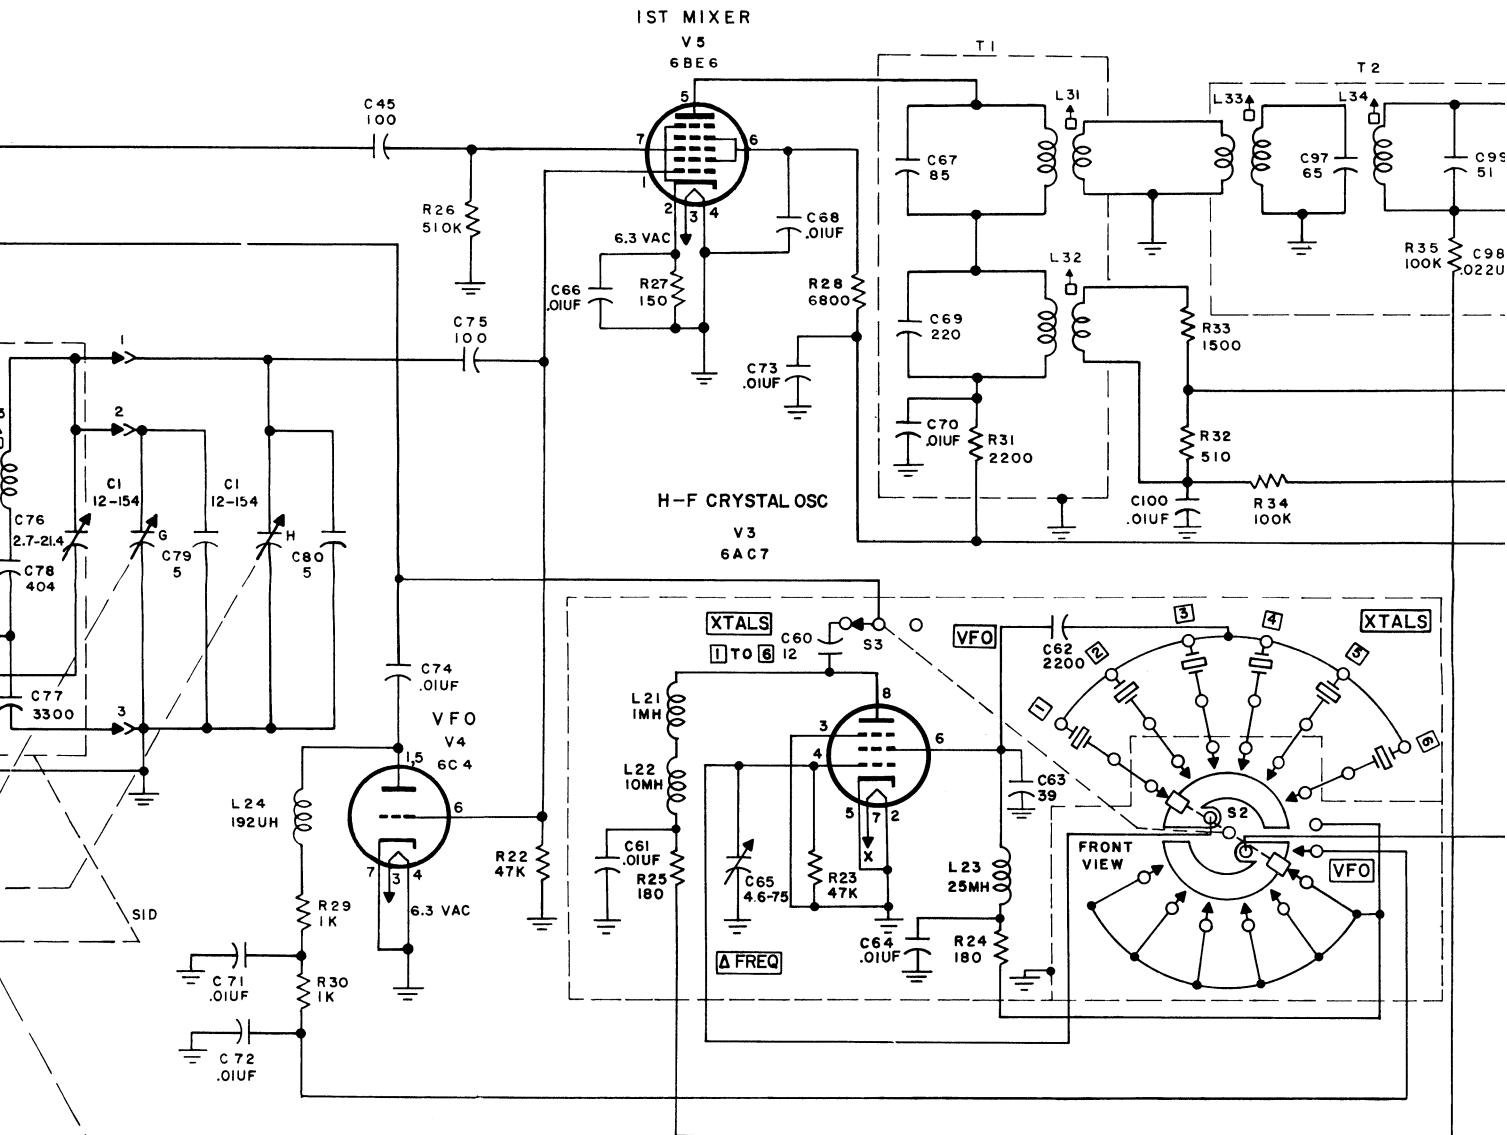 1ST MIXER
V5
6BE6
T1
T2
C45
100
5
7
6
1
2
3
4
6.3 VAC
R26
510K
C66
.01UF
R27
150
C68
.01UF
R28
6800
C73
.01UF
C67
85
L31
L33
L34
C97
65
C99
51
C69
220
L32
R33
1500
R35
100K
C98
.022U
C70
.01UF
R31
2200
R32
510
C100
.01UF
R34
100K
C75
100
1
2
3
C1
12-154
C1
12-154
G
H
C76
2.7-21.4
C78
404
C79
5
C80
5
C77
3300
SID
H-F CRYSTAL OSC
V3
6AC7
C74
.01UF
VFO
V4
6C4
1,5
6
7
3
4
6.3 VAC
L24
192UH
R22
47K
R29
1K
R30
1K
C71
.01UF
C72
.01UF
XTALS
1 TO 6
C60
12
S3
VFO
L21
1MH
L22
10MH
8
3
4
6
5
7
2
X
C61
.01UF
R25
180
C65
4.6-75
R23
47K
Δ FREQ
C62
2200
C63
39
L23
25MH
C64
.01UF
R24
180
XTALS
1
2
3
4
5
6
S2
FRONT
VIEW
VFO